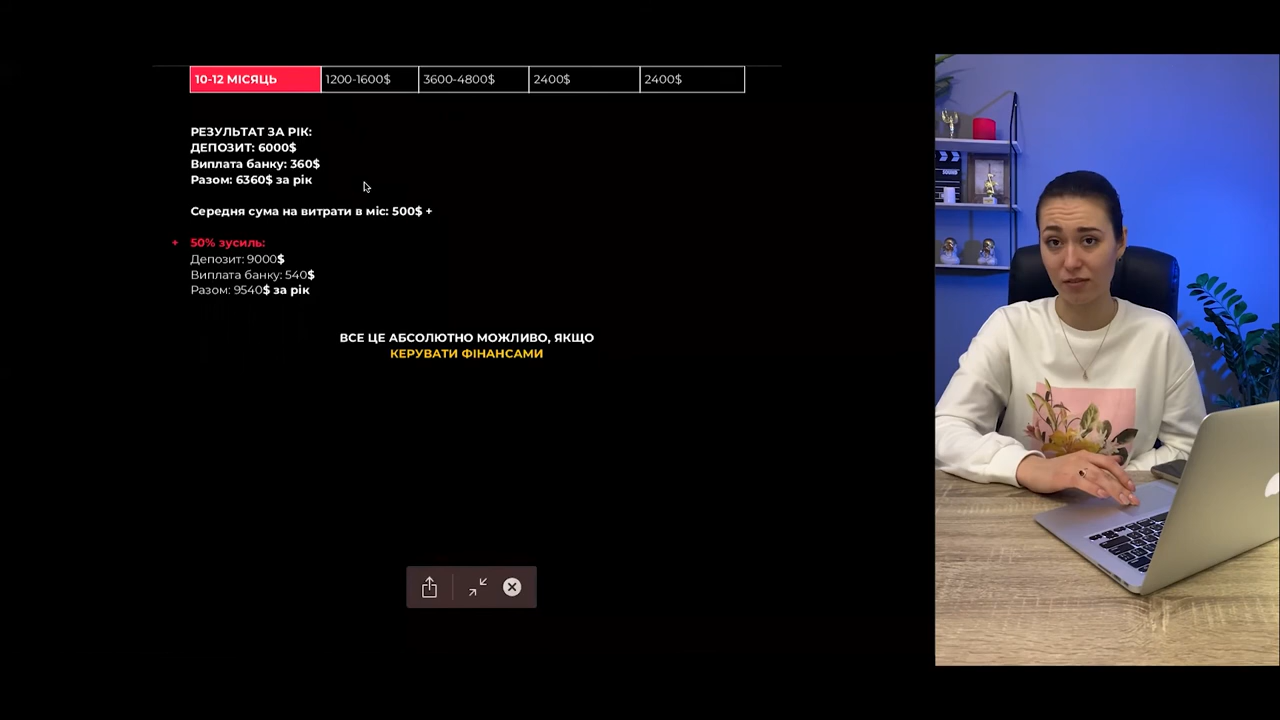 10-12 МІСЯЦЬ 1200-1600$ 3600-4800$ 2400$ 2400$
РЕЗУЛЬТАТ ЗА РІК:
ДЕПОЗИТ: 6000$
Виплата банку: 360$
Разом: 6360$ за рік
Середня сума на витрати в міс: 500$ +
+ 50% зусиль:
Депозит: 9000$
Виплата банку: 540$
Разом: 9540$ за рік
ВСЕ ЦЕ АБСОЛЮТНО МОЖЛИВО, ЯКЩО
КЕРУВАТИ ФІНАНСАМИ